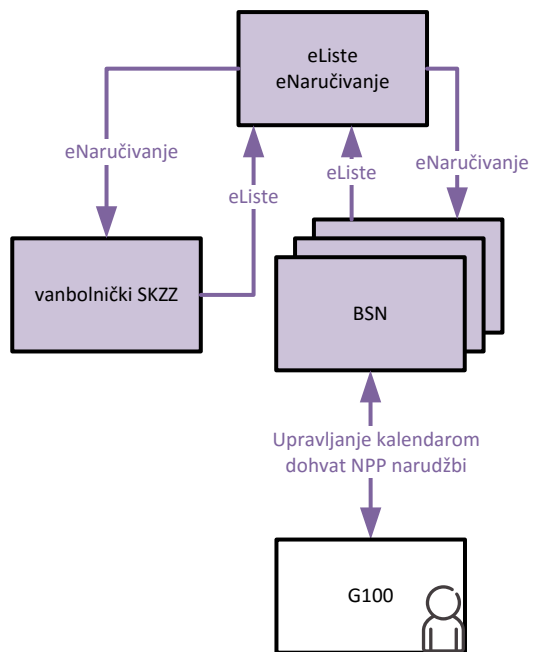 eListe
eNaručivanje
eNaručivanje
eListe
eListe
eNaručivanje
vanbolnički SKZZ
BSN
Upravljanje kalendarom
dohvat NPP narudžbi
G100